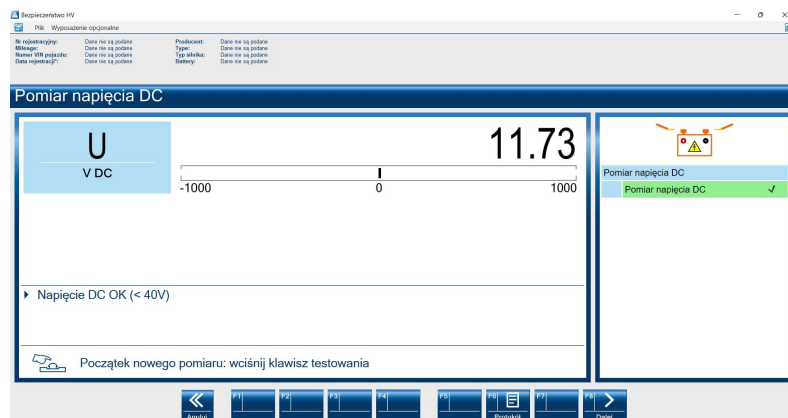 Bezpieczeństwo HV
Plik Wyposażenie opcjonalne
Nr rejestracyjny: Dane nie są podane Producent: Dane nie są podane
Mileage: Dane nie są podane Type: Dane nie są podane
Numer VIN pojazdu: Dane nie są podane Typ silnika: Dane nie są podane
Data rejestracji*: Dane nie są podane Battery: Dane nie są podane
Pomiar napięcia DC
U
V DC
11.73
-1000 0 1000
Pomiar napięcia DC
Pomiar napięcia DC
Napięcie DC OK (< 40V)
Początek nowego pomiaru: wciśnij klawisz testowania
F1 F2 F3 F4 F5 F6 F7 F8
Anuluj Protokół Dalej